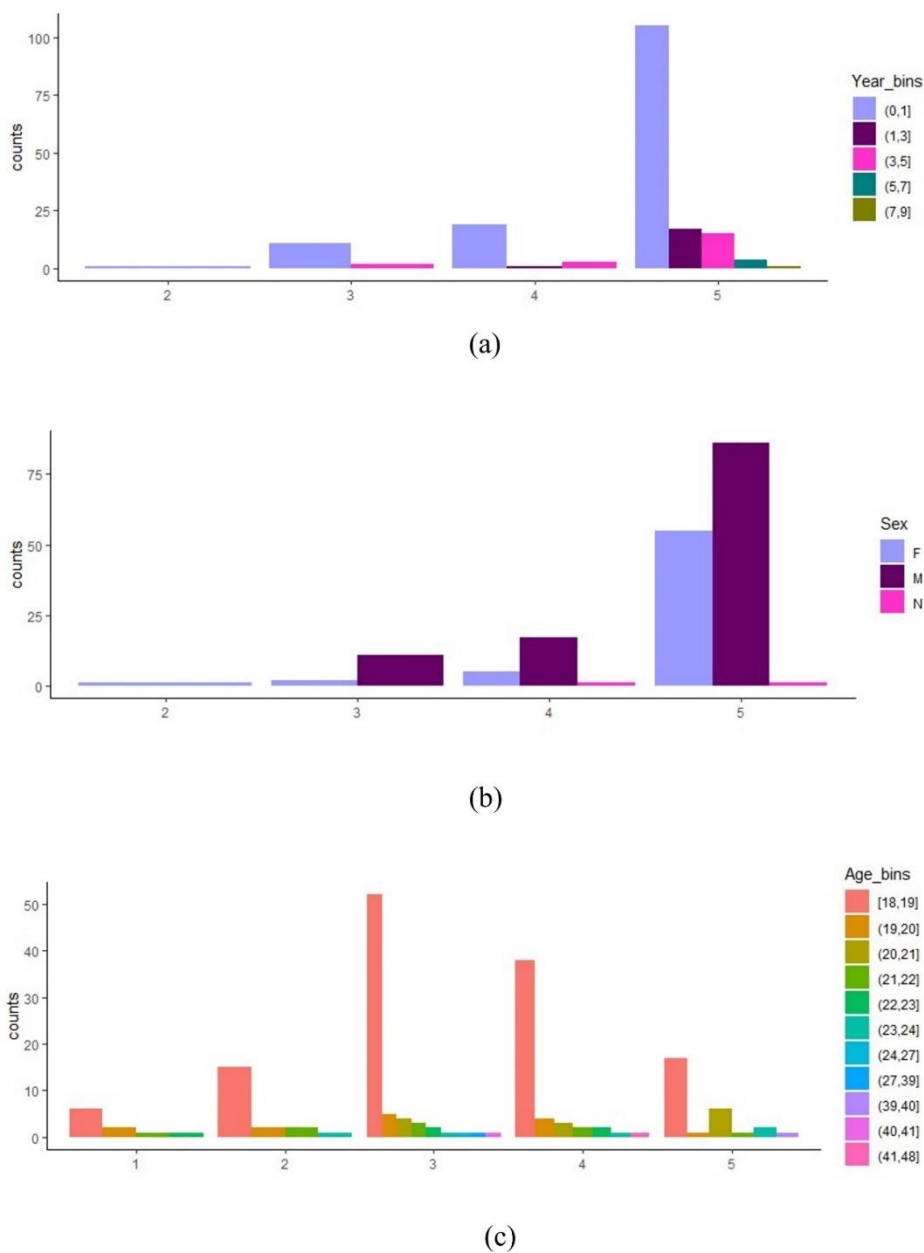 100
75
50
25
0
counts
2 3 4 5
Year_bins
(0,1]
(1,3]
(3,5]
(5,7]
(7,9]
(a)
75
50
25
0
counts
2 3 4 5
Sex
F
M
N
(b)
50
40
30
20
10
0
counts
1 2 3 4 5
Age_bins
[18,19]
(19,20]
(20,21]
(21,22]
(22,23]
(23,24]
(24,27]
(27,39]
(39,40]
(40,41]
(41,48]
(c)